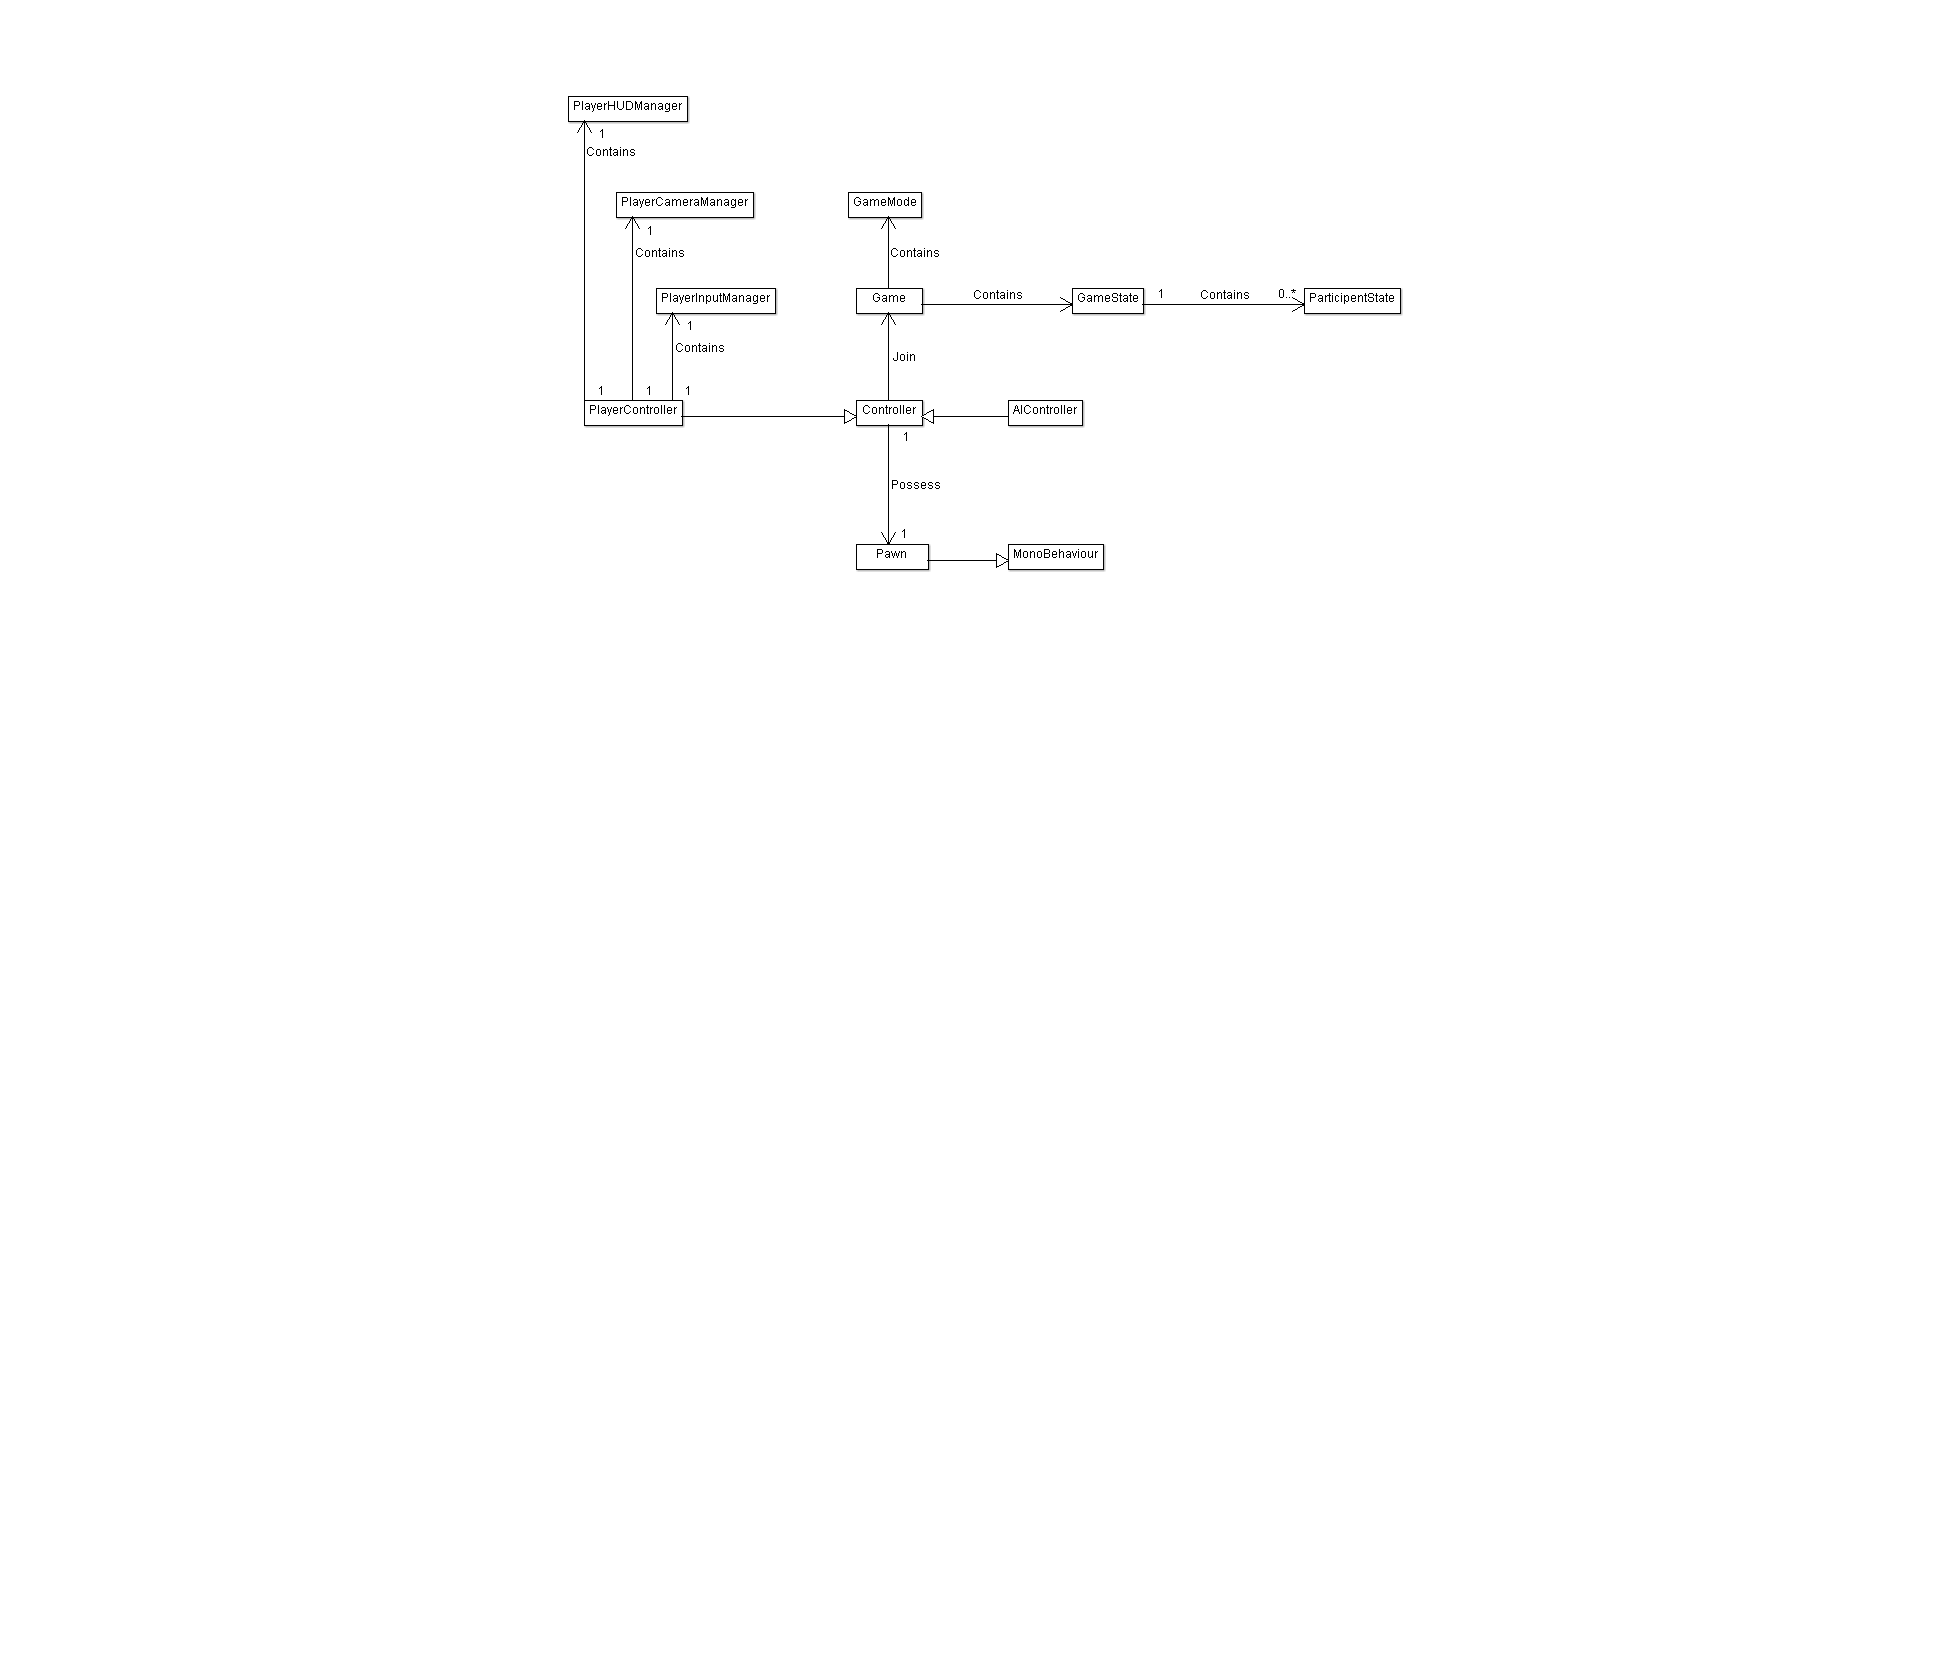 PlayerHUDManager
1
Contains
PlayerCameraManager
GameMode
1
Contains
Contains
PlayerInputManager
Game
Contains
GameState
1
Contains
0..*
ParticipentState
1
Contains
Join
1
1
1
PlayerController
Controller
AIController
1
Possess
1
Pawn
MonoBehaviour